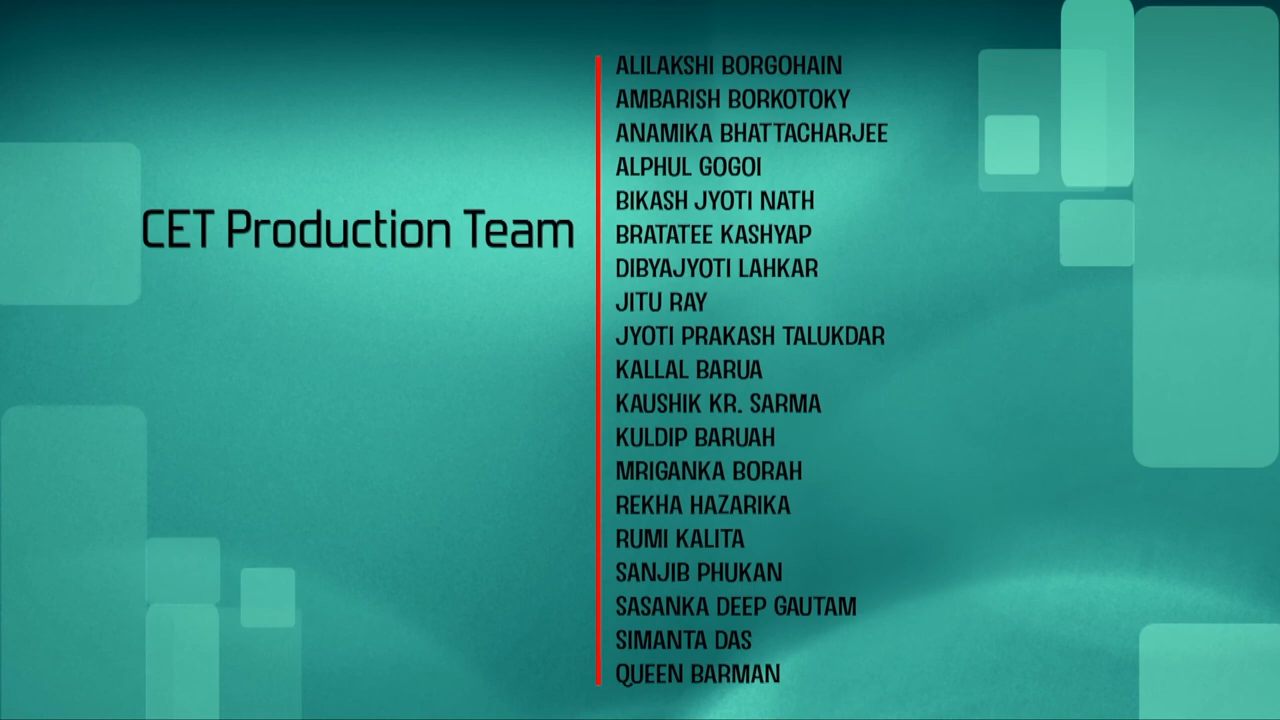 CET Production Team
ALILAKSHI BORGOHAIN
AMBARISH BORKOTOKY
ANAMIKA BHATTACHARJEE
ALPHUL GOGOI
BIKASH JYOTI NATH
BRATATEE KASHYAP
DIBYAJYOTI LAHKAR
JITU RAY
JYOTI PRAKASH TALUKDAR
KALLAL BARUA
KAUSHIK KR. SARMA
KULDIP BARUAH
MRIGANKA BORAH
REKHA HAZARIKA
RUMI KALITA
SANJIB PHUKAN
SASANKA DEEP GAUTAM
SIMANTA DAS
QUEEN BARMAN